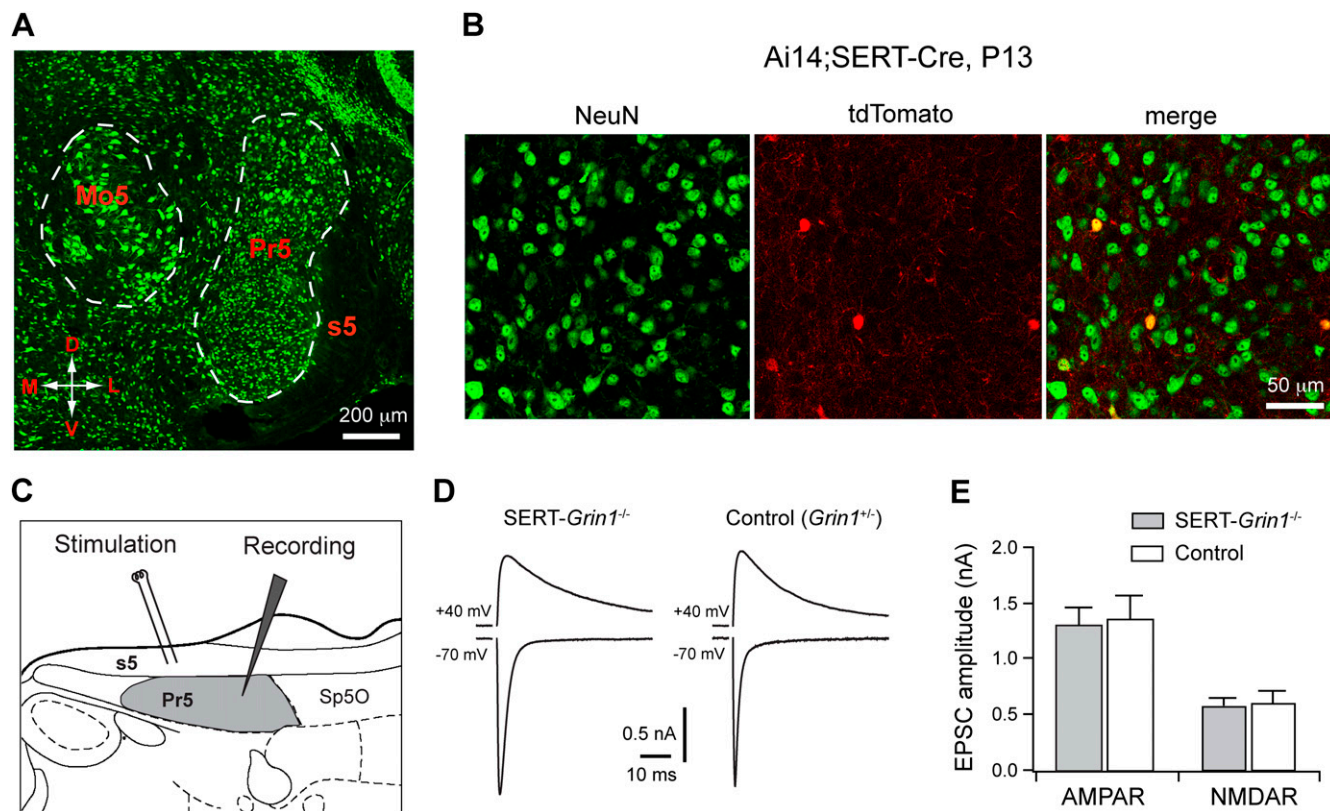 A
Mo5
Pr5
s5
D
M L
V
200 μm
B
Ai14;SERT-Cre, P13
NeuN tdTomato merge
50 μm
C
Stimulation Recording
s5
Pr5
Sp5O
D
SERT-Grin1-/- Control (Grin1+/-)
+40 mV +40 mV
-70 mV -70 mV
0.5 nA
10 ms
E
SERT-Grin1-/-
Control
EPSC amplitude (nA)
2.0
1.5
1.0
0.5
0.0
AMPAR NMDAR